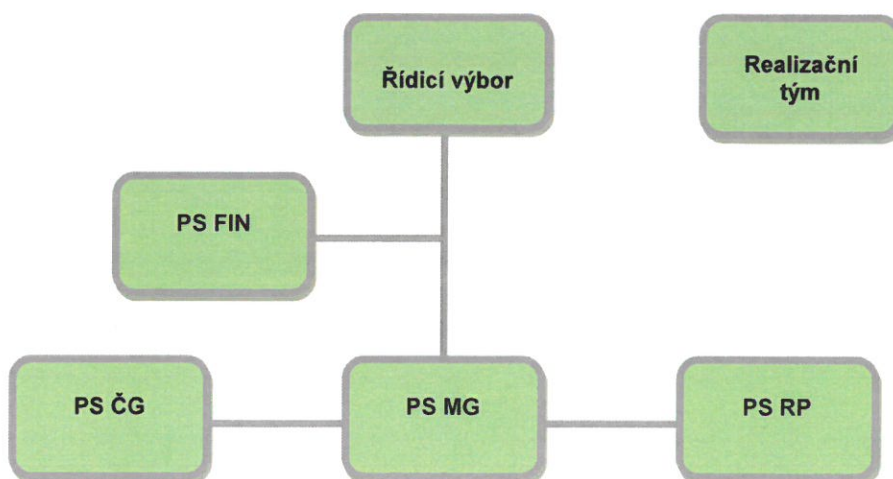 Řídicí výbor
Realizační
tým
PS FIN
PS ČG
PS MG
PS RP